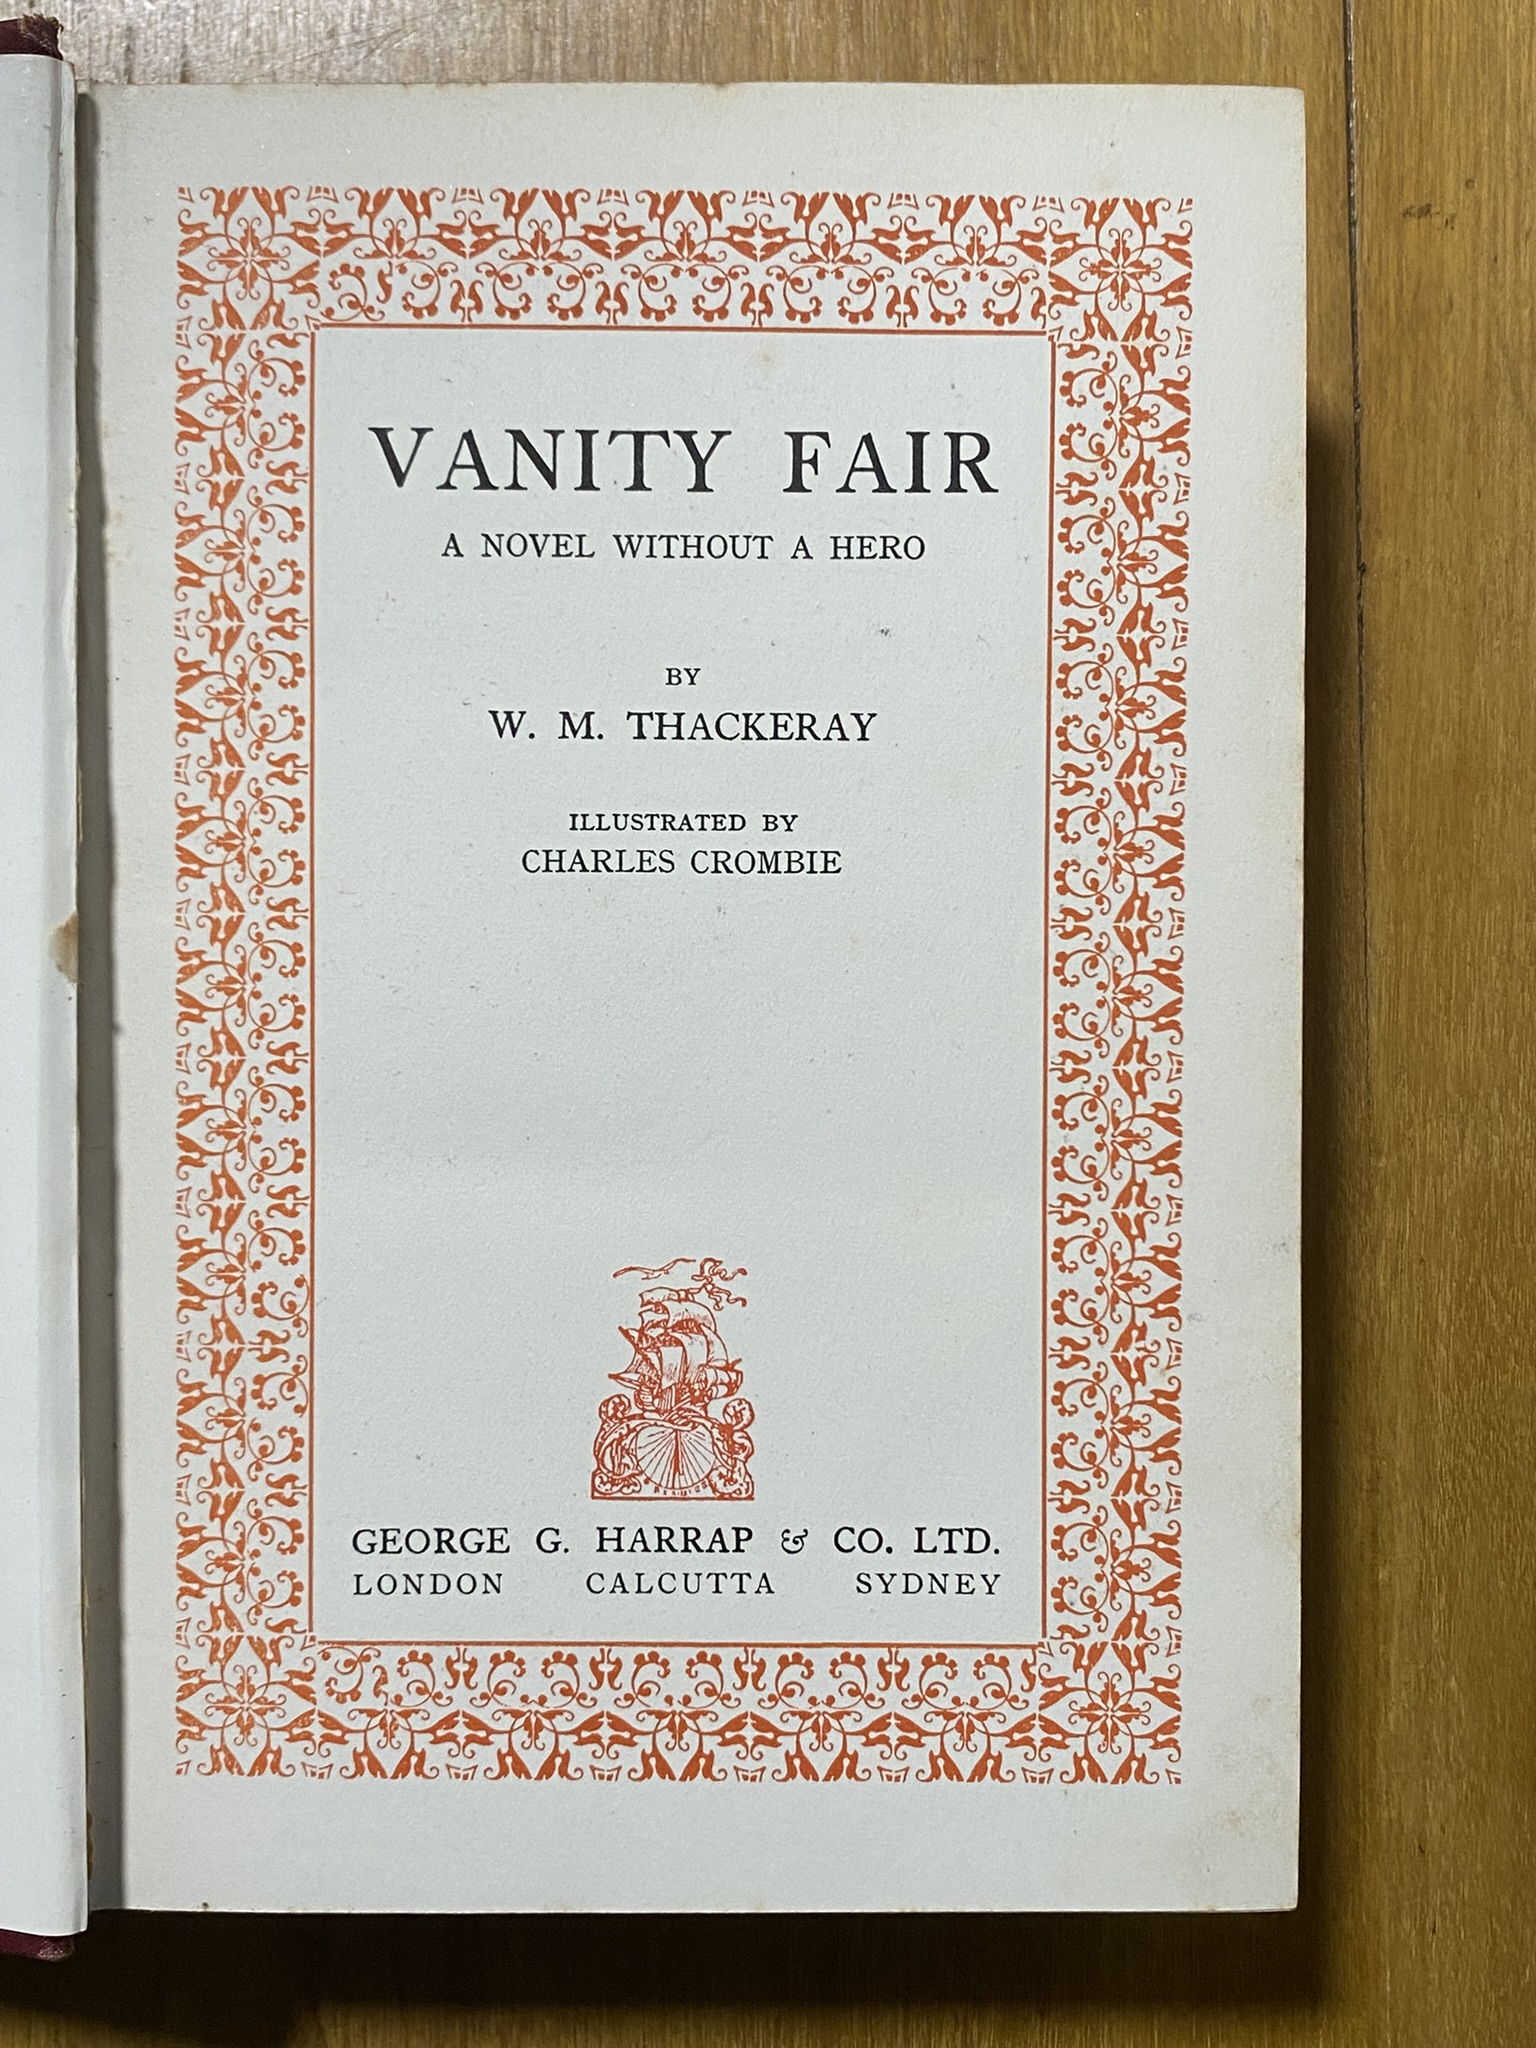 VANITY FAIR
A NOVEL WITHOUT A HERO
BY
W. M. THACKERAY
ILLUSTRATED BY
CHARLES CROMBIE
GEORGE G. HARRAP & CO. LTD.
LONDON CALCUTTA SYDNEY